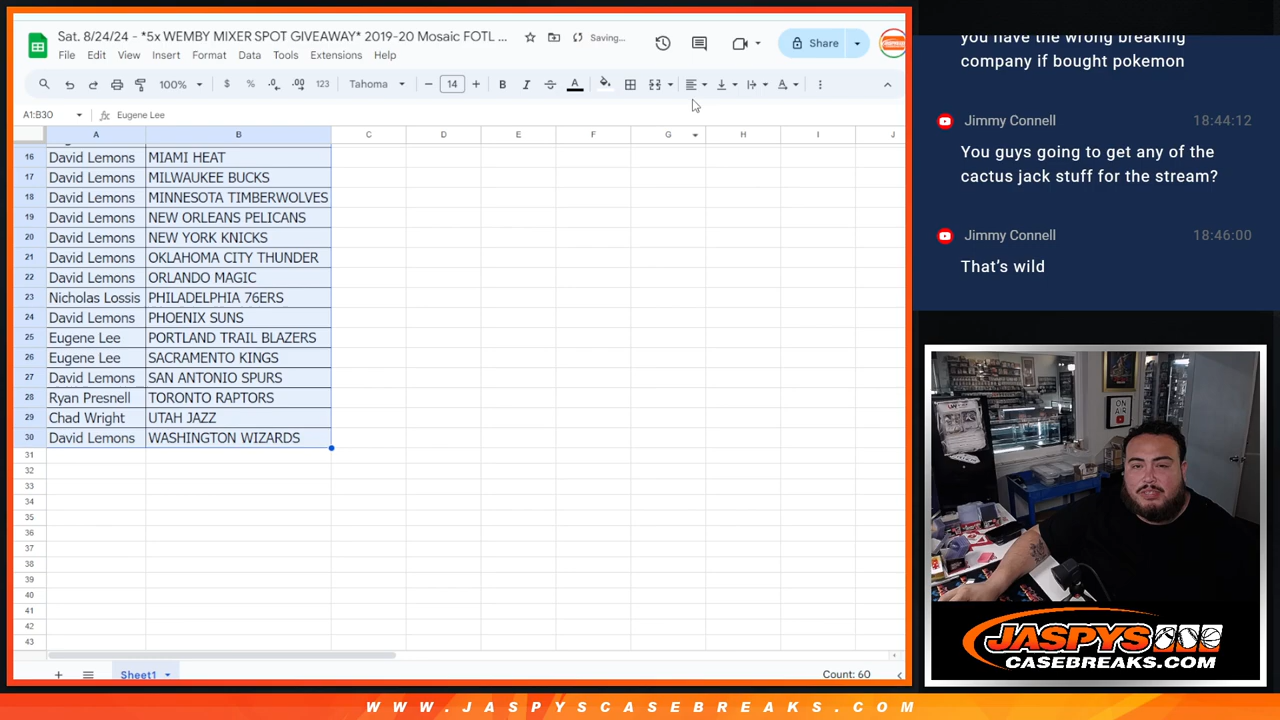 Sat. 8/24/24 - *5x WEMBY MIXER SPOT GIVEAWAY* 2019-20 Mosaic FOTL ...
Saving...
Share
File Edit View Insert Format Data Tools Extensions Help
100% $ % .0 .00 123 Tahoma 14 B I A
A1:B30 fx Eugene Lee
A B C D E F G H I J
16 David Lemons MIAMI HEAT
17 David Lemons MILWAUKEE BUCKS
18 David Lemons MINNESOTA TIMBERWOLVES
19 David Lemons NEW ORLEANS PELICANS
20 David Lemons NEW YORK KNICKS
21 David Lemons OKLAHOMA CITY THUNDER
22 David Lemons ORLANDO MAGIC
23 Nicholas Lossis PHILADELPHIA 76ERS
24 David Lemons PHOENIX SUNS
25 Eugene Lee PORTLAND TRAIL BLAZERS
26 Eugene Lee SACRAMENTO KINGS
27 David Lemons SAN ANTONIO SPURS
28 Ryan Presnell TORONTO RAPTORS
29 Chad Wright UTAH JAZZ
30 David Lemons WASHINGTON WIZARDS
31
32
33
34
35
36
37
38
39
40
41
42
43
Sheet1
Count: 60
you have the wrong breaking
company if bought pokemon
Jimmy Connell 18:44:12
You guys going to get any of the
cactus jack stuff for the stream?
Jimmy Connell 18:46:00
That's wild
ON
AIR
JASPYS
CASEBREAKS.COM
WWW.JASPYSCASEBREAKS.COM